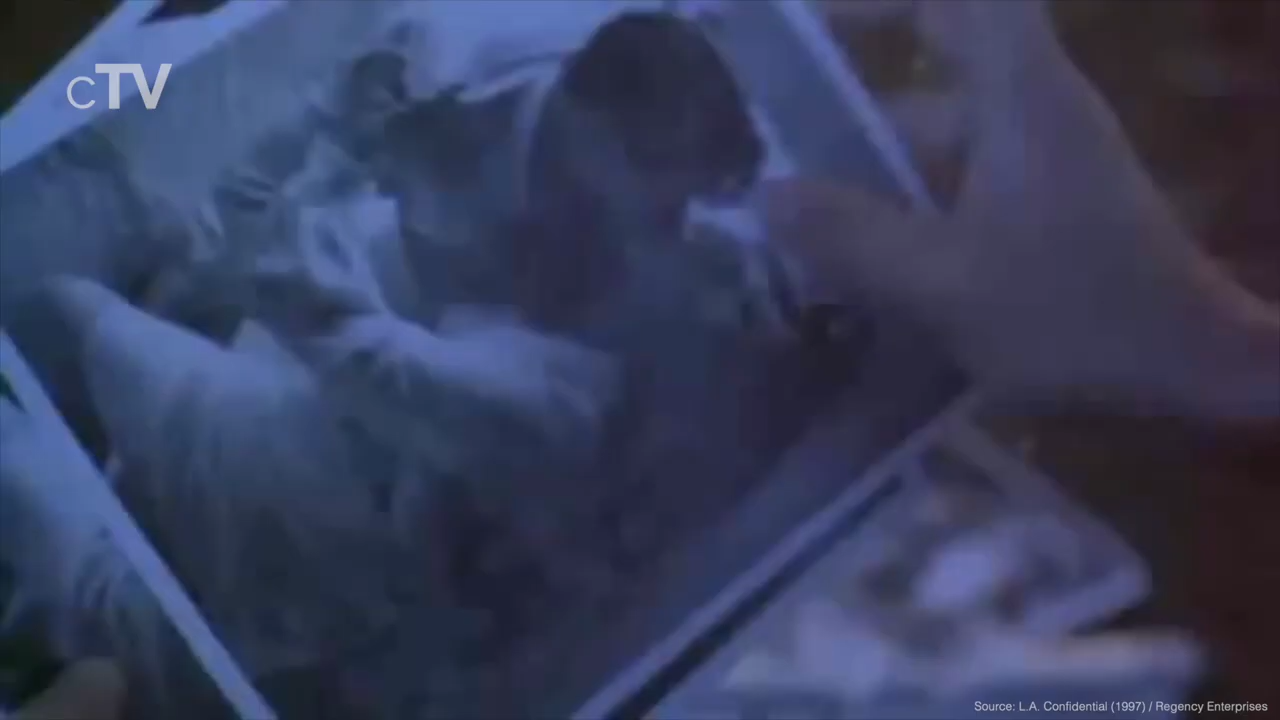 cTV
Source: L.A. Confidential (1997) / Regency Enterprises